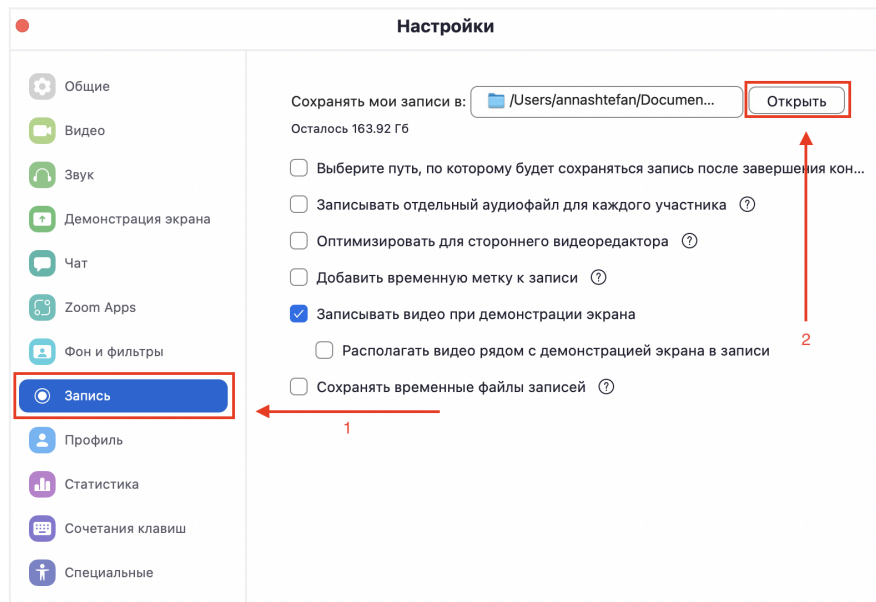 Настройки
Общие
Видео
Звук
Демонстрация экрана
Чат
Zoom Apps
Фон и фильтры
Запись
Профиль
Статистика
Сочетания клавиш
Специальные
Сохранять мои записи в: /Users/annashtefan/Documen... Открыть
Осталось 163.92 Гб
Выберите путь, по которому будет сохраняться запись после завершения кон...
Записывать отдельный аудиофайл для каждого участника ?
Оптимизировать для стороннего видеоредактора ?
Добавить временную метку к записи ?
Записывать видео при демонстрации экрана
Располагать видео рядом с демонстрацией экрана в записи
Сохранять временные файлы записей ?
1
2